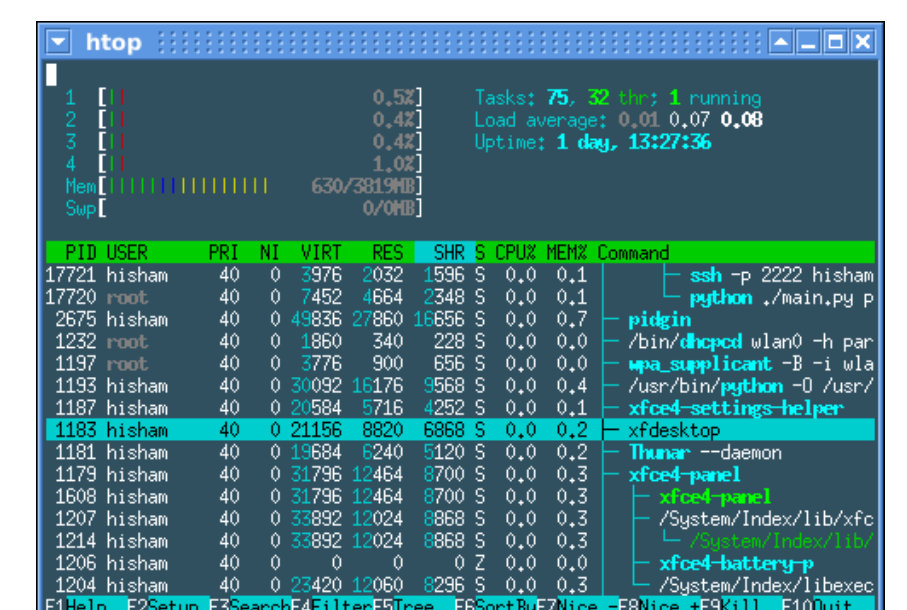 htop
1 [|| 0.5%] Tasks: 75, 32 thr; 1 running
2 [|| 0.4%] Load average: 0.01 0.07 0.08
3 [|| 0.4%] Uptime: 1 day, 13:27:36
4 [|| 1.0%]
Mem[||||||||||||||||||| 630/3819MB]
Swp[ 0/0MB]
PID USER PRI NI VIRT RES SHR S CPU% MEM% Command
17721 hisham 40 0 3976 2032 1596 S 0.0 0.1 │ ├─ ssh -p 2222 hisham
17720 root 40 0 7452 4664 2348 S 0.0 0.1 │ └─ python ./main.py p
2675 hisham 40 0 49836 27860 16656 S 0.0 0.7 ├─ pidgin
1232 root 40 0 1860 340 228 S 0.0 0.0 ├─ /bin/dhcpcd wlan0 -h par
1197 root 40 0 3776 900 656 S 0.0 0.0 ├─ wpa_supplicant -B -i wla
1193 hisham 40 0 30092 16176 9568 S 0.0 0.4 ├─ /usr/bin/python -O /usr/
1187 hisham 40 0 20584 5716 4252 S 0.0 0.1 ├─ xfce4-settings-helper
1183 hisham 40 0 21156 8820 6868 S 0.0 0.2 ├─ xfdesktop
1181 hisham 40 0 19684 6240 5120 S 0.0 0.2 ├─ Thunar --daemon
1179 hisham 40 0 31796 12464 8700 S 0.0 0.3 ├─ xfce4-panel
1608 hisham 40 0 31796 12464 8700 S 0.0 0.3 │ ├─ xfce4-panel
1207 hisham 40 0 33892 12024 8868 S 0.0 0.3 │ ├─ /System/Index/lib/xfc
1214 hisham 40 0 33892 12024 8868 S 0.0 0.3 │ │ └─ /System/Index/lib/
1206 hisham 40 0 0 0 0 Z 0.0 0.0 │ ├─ xfce4-battery-p
1204 hisham 40 0 23420 12060 8296 S 0.0 0.3 │ └─ /System/Index/libexec
F1Help F2Setup F3SearchF4FilterF5Tree F6SortByF7Nice -F8Nice +F9Kill F10Quit